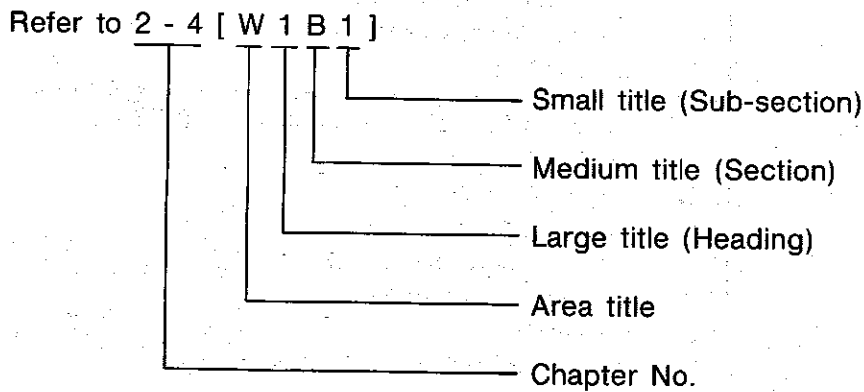 Refer to 2 - 4 [ W 1 B 1 ]
Small title (Sub-section)
Medium title (Section)
Large title (Heading)
Area title
Chapter No.